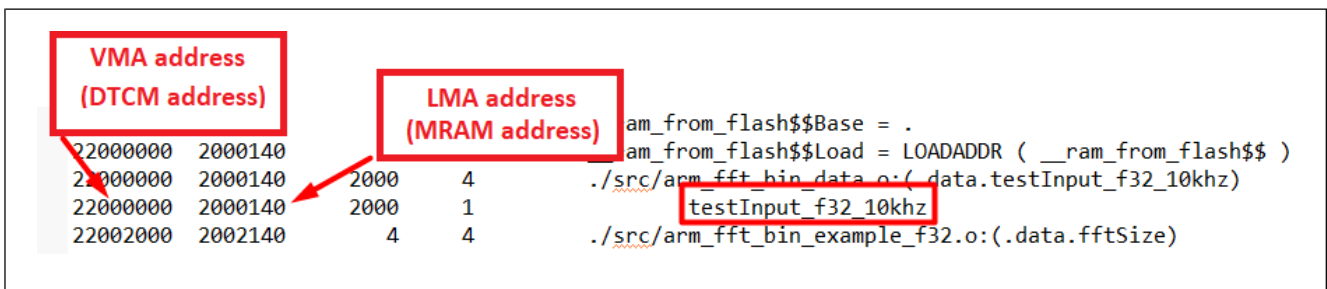 VMA address
(DTCM address)
LMA address
(MRAM address)
am_from_flash$$Base = .
22000000 2000140 __ram_from_flash$$Load = LOADADDR ( __ram_from_flash$$ )
22000000 2000140 2000 4 ./src/arm_fft_bin_data.o:(.data.testInput_f32_10khz)
22000000 2000140 2000 1 testInput_f32_10khz
22002000 2002140 4 4 ./src/arm_fft_bin_example_f32.o:(.data.fftSize)